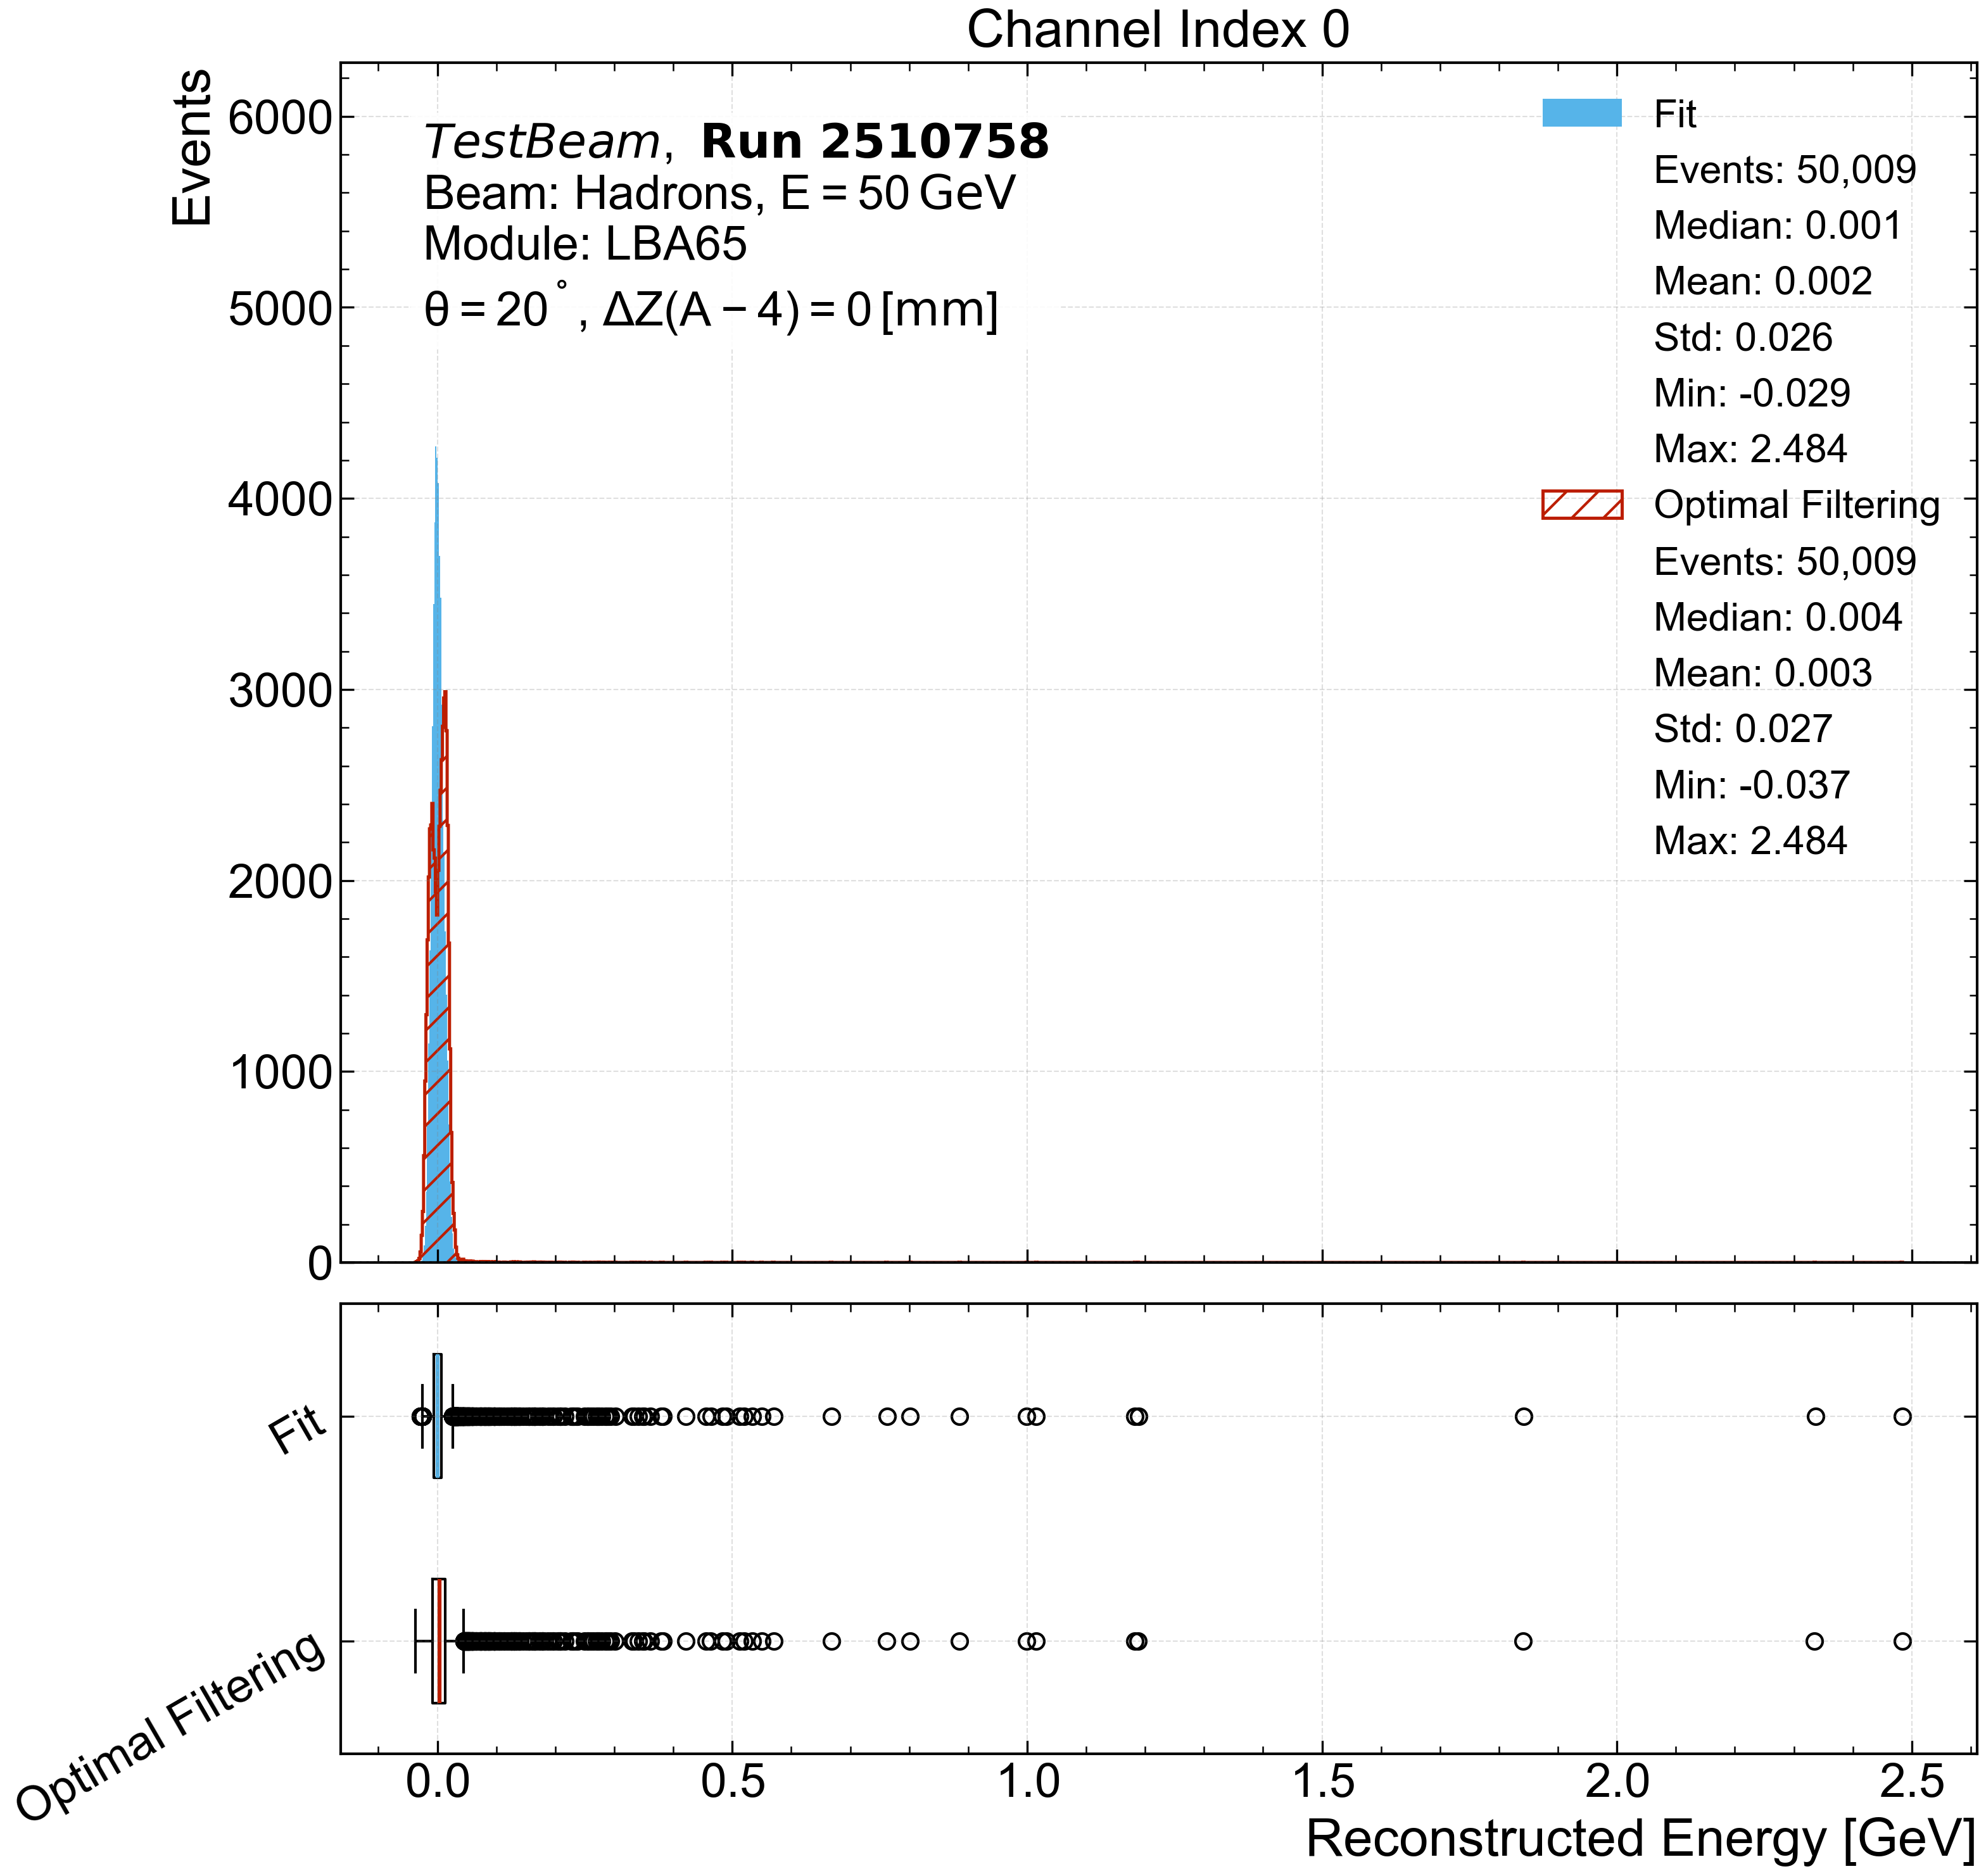 Channel Index 0
Events
6000
5000
4000
3000
2000
1000
0
TestBeam, Run 2510758
Beam: Hadrons, E = 50 GeV
Module: LBA65
θ = 20°, ΔZ(A − 4) = 0 [mm]
Fit
Events: 50,009
Median: 0.001
Mean: 0.002
Std: 0.026
Min: -0.029
Max: 2.484
Optimal Filtering
Events: 50,009
Median: 0.004
Mean: 0.003
Std: 0.027
Min: -0.037
Max: 2.484
Fit
Optimal Filtering
0.0 0.5 1.0 1.5 2.0 2.5
Reconstructed Energy [GeV]